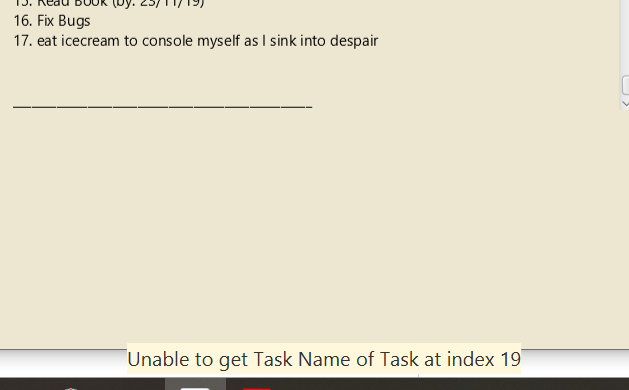 15. Read Book (by: 23/11/19)
16. Fix Bugs
17. eat icecream to console myself as I sink into despair
Unable to get Task Name of Task at index 19